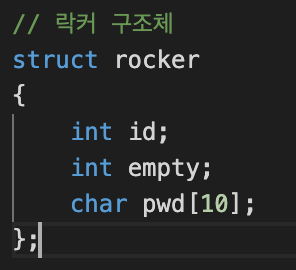 // 락커 구조체
struct rocker
{
    int id;
    int empty;
    char pwd[10];
};